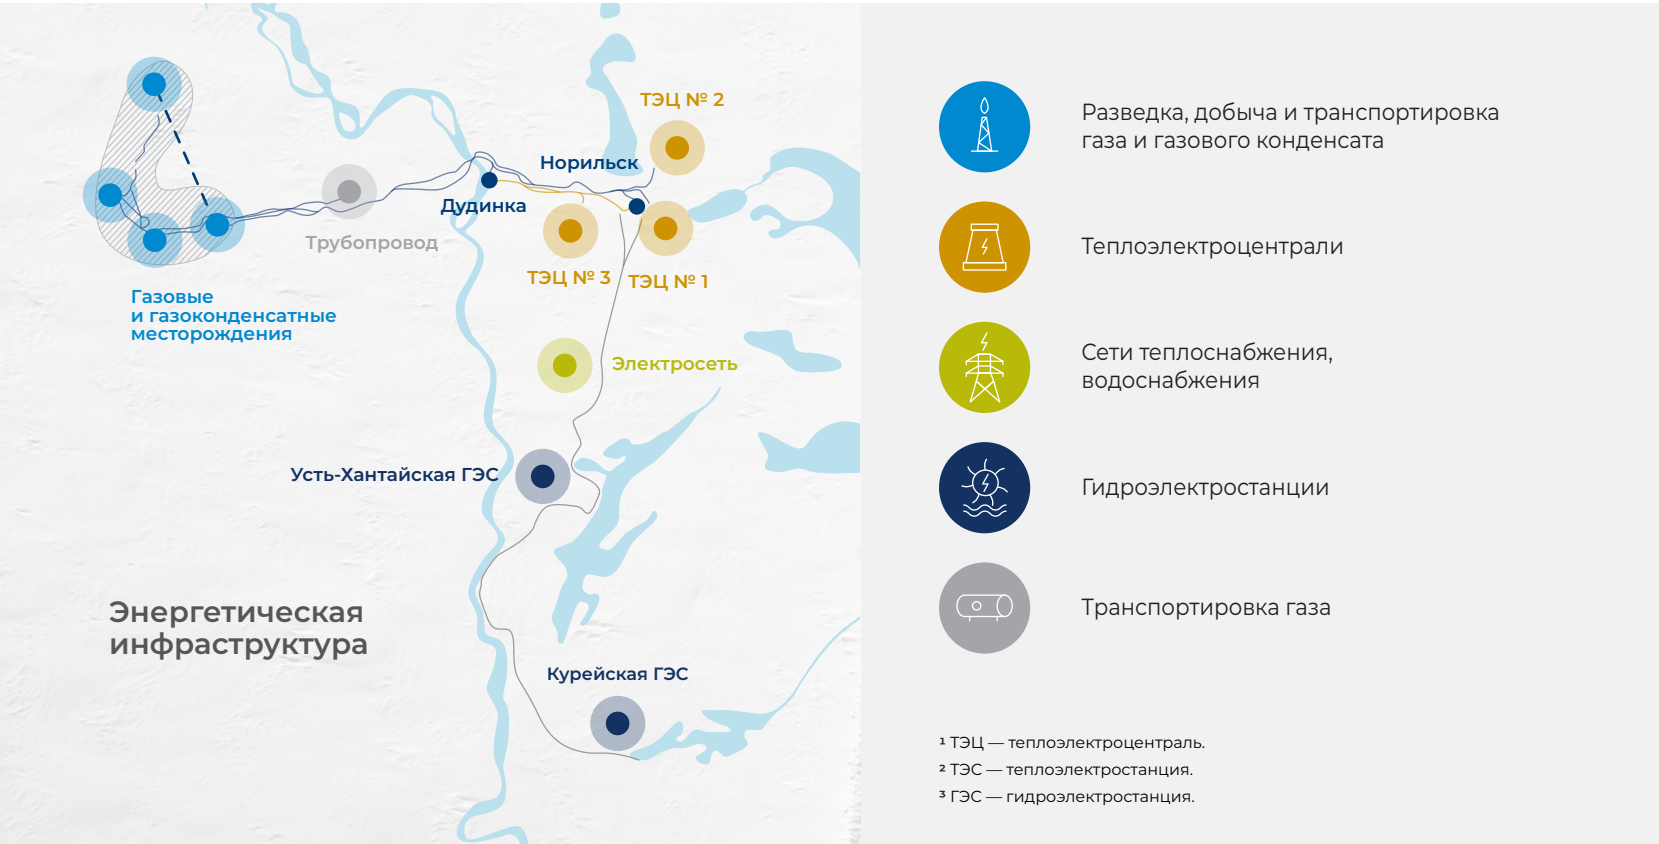 ТЭЦ № 2
Норильск
Дудинка
Трубопровод
ТЭЦ № 3
ТЭЦ № 1
Газовые
и газоконденсатные
месторождения
Электросеть
Усть-Хантайская ГЭС
Энергетическая
инфраструктура
Курейская ГЭС
Разведка, добыча и транспортировка
газа и газового конденсата
Теплоэлектроцентрали
Сети теплоснабжения,
водоснабжения
Гидроэлектростанции
Транспортировка газа
¹ ТЭЦ — теплоэлектроцентраль.
² ТЭС — теплоэлектростанция.
³ ГЭС — гидроэлектростанция.